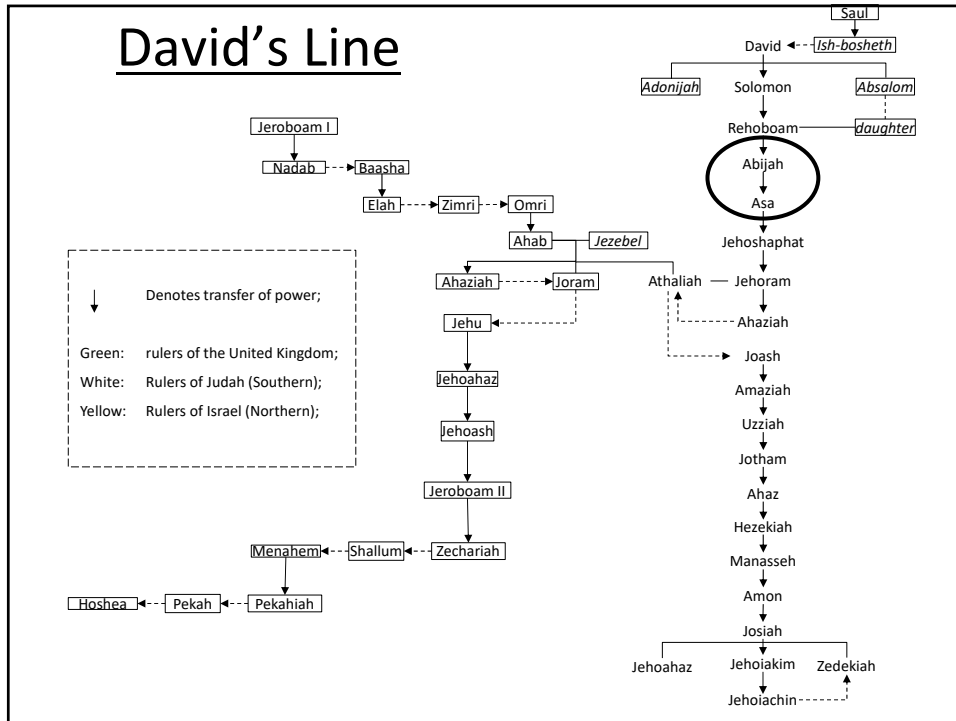 David's Line
Saul
David
Ish-bosheth
Adonijah
Solomon
Absalom
Rehoboam
daughter
Abijah
Asa
Jehoshaphat
Athaliah
Jehoram
Ahaziah
Joash
Amaziah
Uzziah
Jotham
Ahaz
Hezekiah
Manasseh
Amon
Josiah
Jehoahaz
Jehoiakim
Zedekiah
Jehoiachin
Jeroboam I
Nadab
Baasha
Elah
Zimri
Omri
Ahab
Jezebel
Ahaziah
Joram
Jehu
Jehoahaz
Jehoash
Jeroboam II
Zechariah
Shallum
Menahem
Pekahiah
Pekah
Hoshea
Denotes transfer of power;
Green: rulers of the United Kingdom;
White: Rulers of Judah (Southern);
Yellow: Rulers of Israel (Northern);